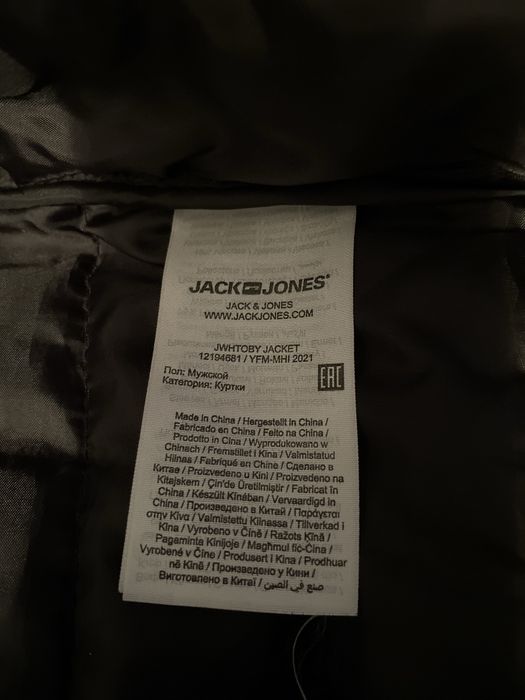 JACK JONES®
JACK & JONES
WWW.JACKJONES.COM
JWHTOBY JACKET
12194681 / YFM-MHI 2021
Пол: Мужской
Категория: Куртки
EAC
Made in China / Hergestellt in China /
Fabricado en China / Feito na China /
Prodotto in Cina / Wyprodukowano w
Chinach / Fremstillet i Kina / Valmistatud
Hiinas / Fabriqué en Chine / Сделано в
Китае / Proizvedeno u Kini / Proizvedeno na
Kitajskem / Çin'de Üretilmiştir / Fabricat în
China / Készült Kínában / Vervaardigd in
China / Произведено в Китай / Παράγεται
στην Κίνα / Valmistettu Kiinassa / Tillverkad i
Kina / Vyrobeno v Číně / Ražots Ķīnā /
Pagaminta Kinijoje / Magħmul fiċ-Ċina /
Vyrobené v Číne / Produsert i Kina / Prodhuar
në Kinë / Произведено у Кини /
Виготовлено в Китаї / صنع في الصين